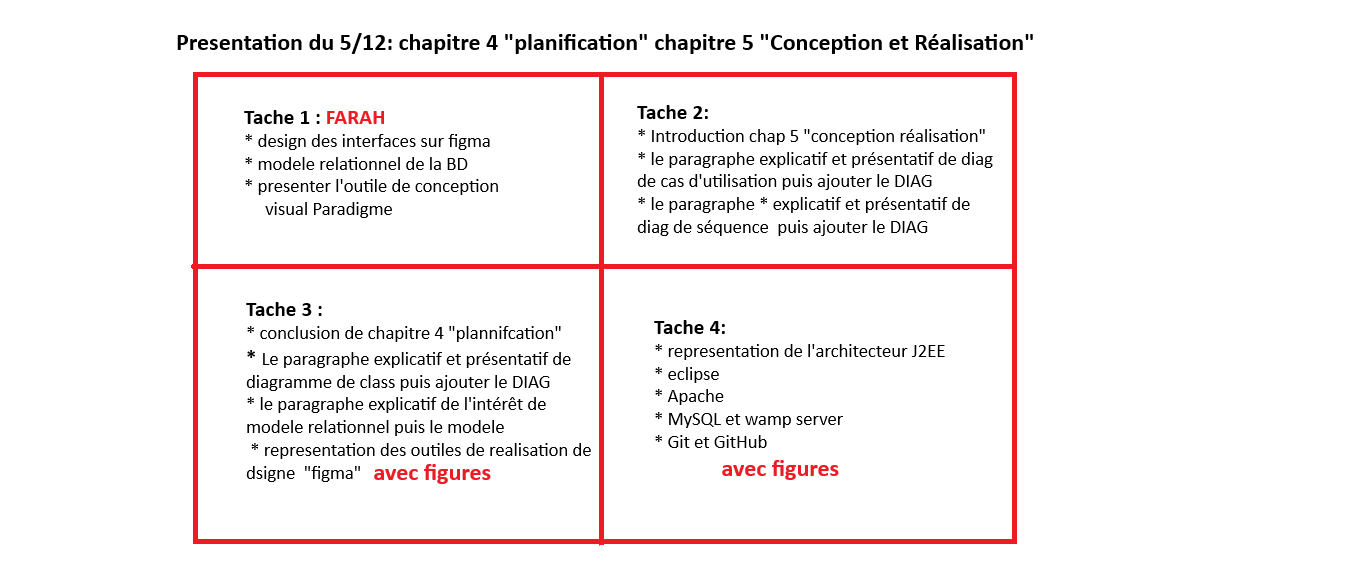 Presentation du 5/12: chapitre 4 "planification" chapitre 5 "Conception et Réalisation"
Tache 1 : FARAH
* design des interfaces sur figma
* modele relationnel de la BD
* presenter l'outile de conception
visual Paradigme
Tache 2:
* Introduction chap 5 "conception réalisation"
* le paragraphe explicatif et présentatif de diag
de cas d'utilisation puis ajouter le DIAG
* le paragraphe * explicatif et présentatif de
diag de séquence puis ajouter le DIAG
Tache 3 :
* conclusion de chapitre 4 "plannifcation"
* Le paragraphe explicatif et présentatif de
diagramme de class puis ajouter le DIAG
* le paragraphe explicatif de l'intérêt de
modele relationnel puis le modele
* representation des outiles de realisation de
dsigne "figma" avec figures
Tache 4:
* representation de l'architecteur J2EE
* eclipse
* Apache
* MySQL et wamp server
* Git et GitHub
avec figures